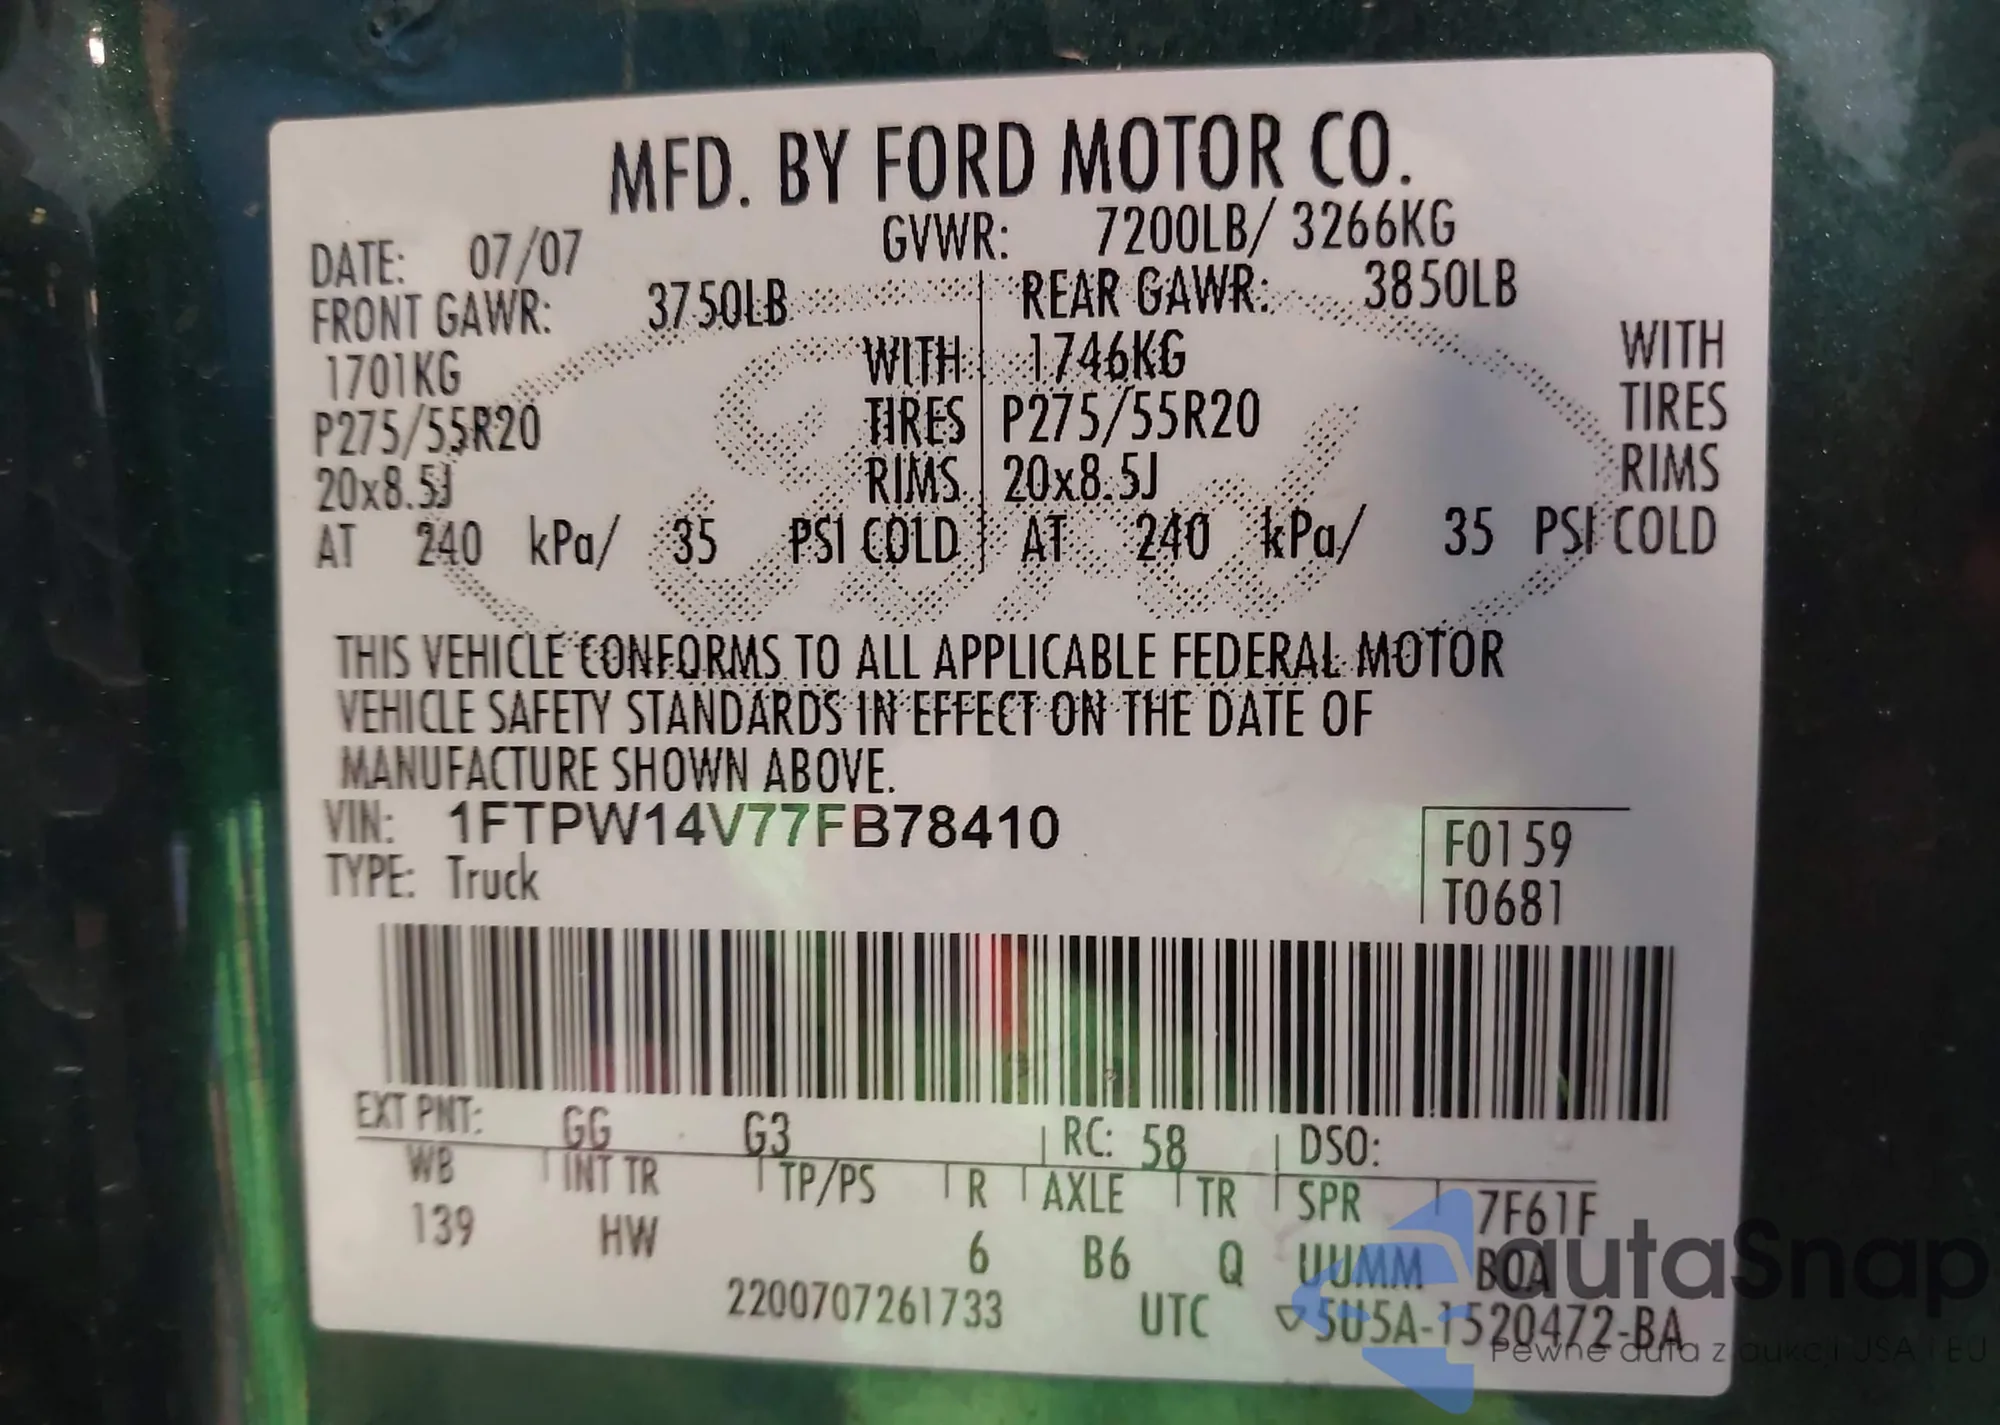 MFD. BY FORD MOTOR CO.
DATE: 07/07 GVWR: 7200LB/ 3266KG
FRONT GAWR: 3750LB REAR GAWR: 3850LB
1701KG WITH 1746KG WITH
P275/55R20 TIRES P275/55R20 TIRES
20x8.5J RIMS 20x8.5J RIMS
AT 240 kPa/ 35 PSI COLD AT 240 kPa/ 35 PSI COLD
THIS VEHICLE CONFORMS TO ALL APPLICABLE FEDERAL MOTOR
VEHICLE SAFETY STANDARDS IN EFFECT ON THE DATE OF
MANUFACTURE SHOWN ABOVE.
VIN: 1FTPW14V77FB78410 F0159
TYPE: Truck T0681
EXT PNT: GG G3 RC: 58 DSO:
WB INT TR TP/PS R AXLE TR SPR 7F61F
139 HW 6 B6 Q UUMM B0A
2200707261733 UTC 5U5A-1520472-BA
autaSnap
Pewne auta z aukcji USA i EU